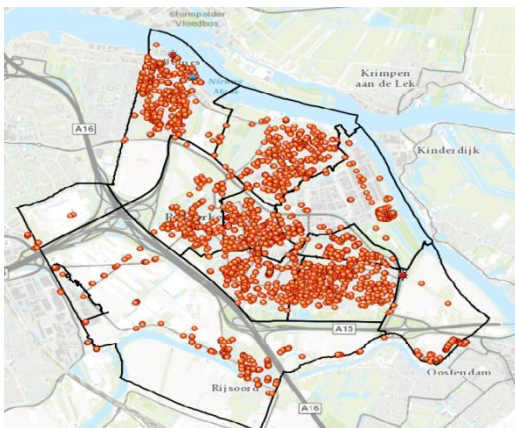 Stormpolder
Vloedbos
Krimpen
aan de Lek
A16
Kinderdijk
A15
Oostendam
Rijsoord
A16